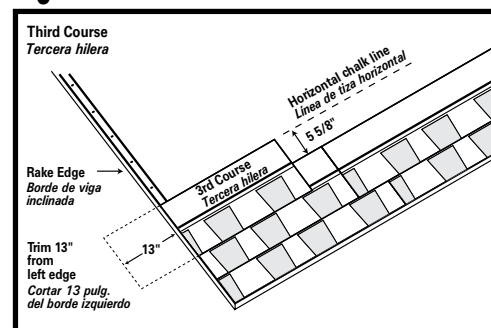 Third Course
Tercera hilera
Horizontal chalk line
Línea de tiza horizontal
5 5/8"
3rd Course
Tercera hilera
Rake Edge
Borde de viga
inclinada
13"
Trim 13"
from
left edge
Cortar 13 pulg.
del borde izquierdo